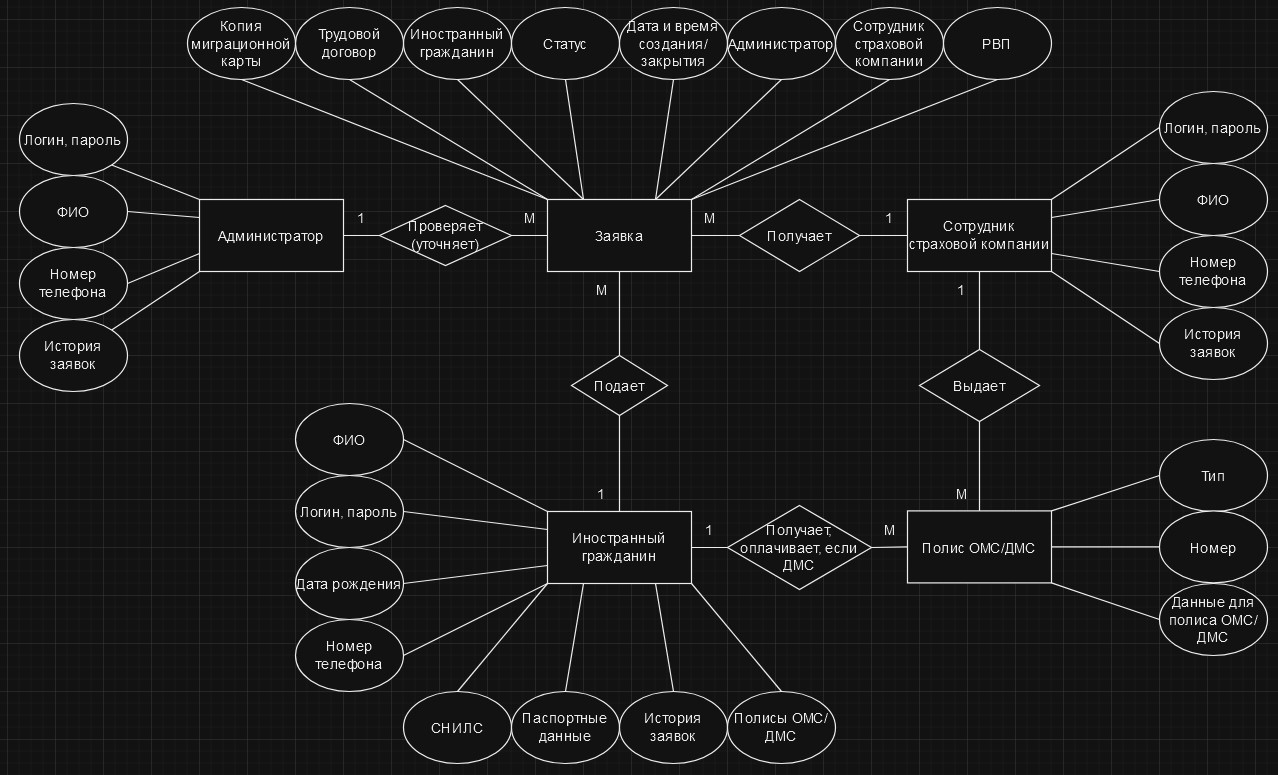 Копия
миграционной
карты
Трудовой
договор
Иностранный
гражданин
Статус
Дата и время
создания/
закрытия
Администратор
Сотрудник
страховой
компании
РВП
Логин, пароль
ФИО
Номер
телефона
История
заявок
Администратор
1
Проверяет
(уточняет)
М
Заявка
М
Получает
1
Сотрудник
страховой компании
Логин, пароль
ФИО
Номер
телефона
История
заявок
М
Подает
1
1
Выдает
М
ФИО
Логин, пароль
Дата рождения
Номер
телефона
Иностранный
гражданин
1
Получает,
оплачивает, если
ДМС
М
Полис ОМС/ДМС
Тип
Номер
Данные для
полиса ОМС/
ДМС
СНИЛС
Паспортные
данные
История
заявок
Полисы ОМС/
ДМС